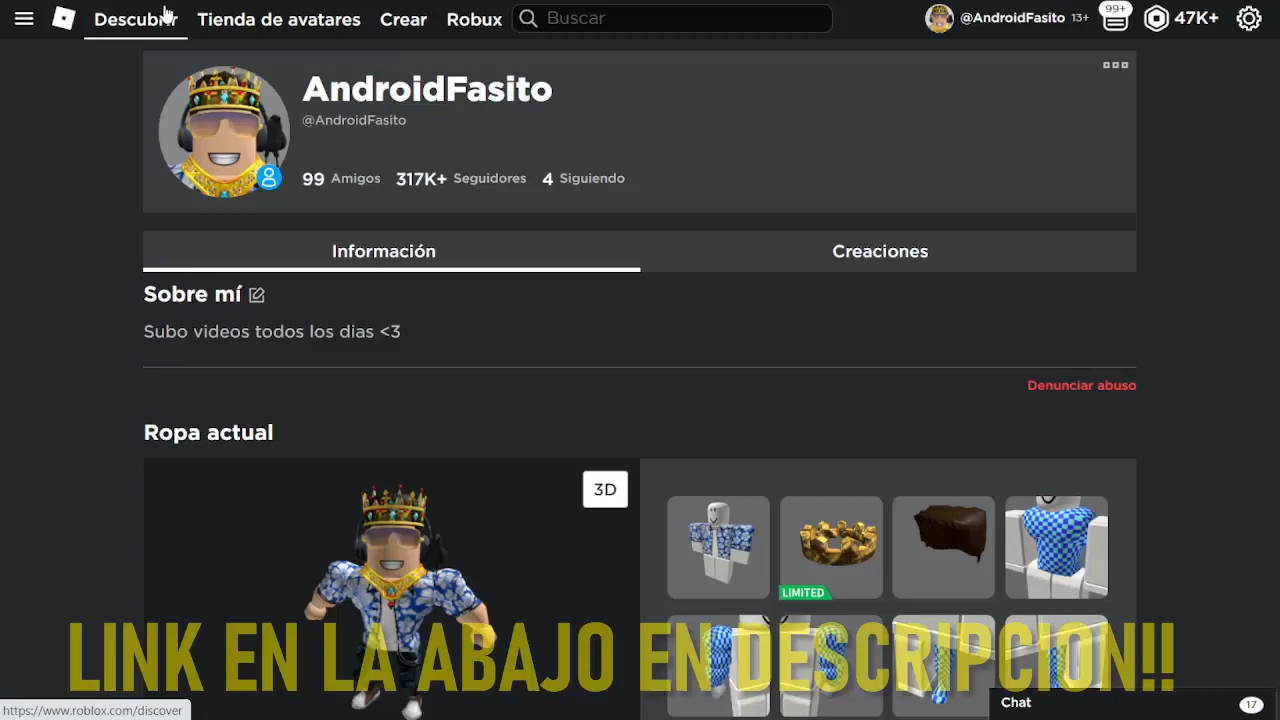 Descubrir Tienda de avatares Crear Robux Buscar @AndroidFasito 13+ 99+ 47K+
AndroidFasito
@AndroidFasito
99 Amigos 317K+ Seguidores 4 Siguiendo
Información Creaciones
Sobre mí
Subo videos todos los dias <3
Denunciar abuso
Ropa actual
3D
LIMITED
LINK EN LA ABAJO EN DESCRIPCION!!
Chat 17
https://www.roblox.com/discover